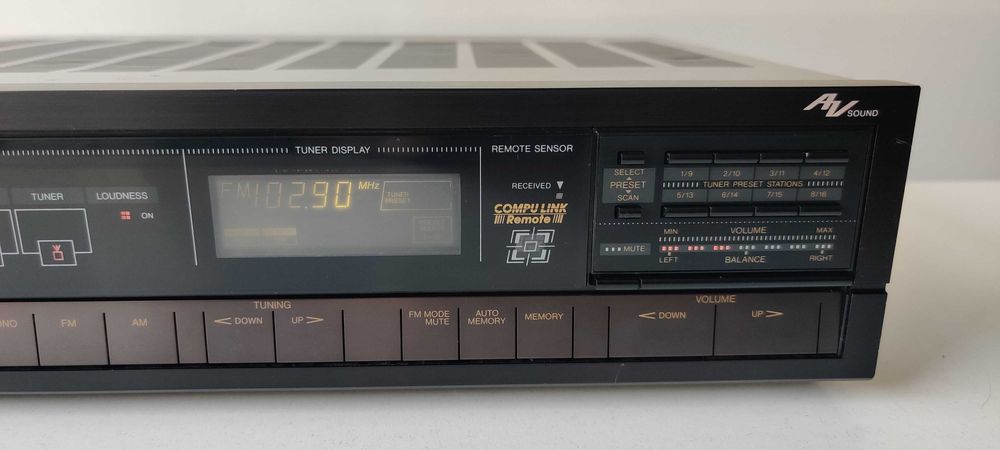 AV SOUND
TUNER DISPLAY
REMOTE SENSOR
TUNER
LOUDNESS
ON
FM 102.90 MHz
TUNER
PRESET
RECEIVED
COMPU LINK
Remote
SELECT
PRESET
SCAN
1/9 2/10 3/11 4/12
TUNER PRESET STATIONS
5/13 6/14 7/15 8/16
MIN VOLUME MAX
MUTE
LEFT BALANCE RIGHT
FM
AM
TUNING
DOWN UP
FM MODE
MUTE
AUTO
MEMORY
MEMORY
VOLUME
DOWN UP